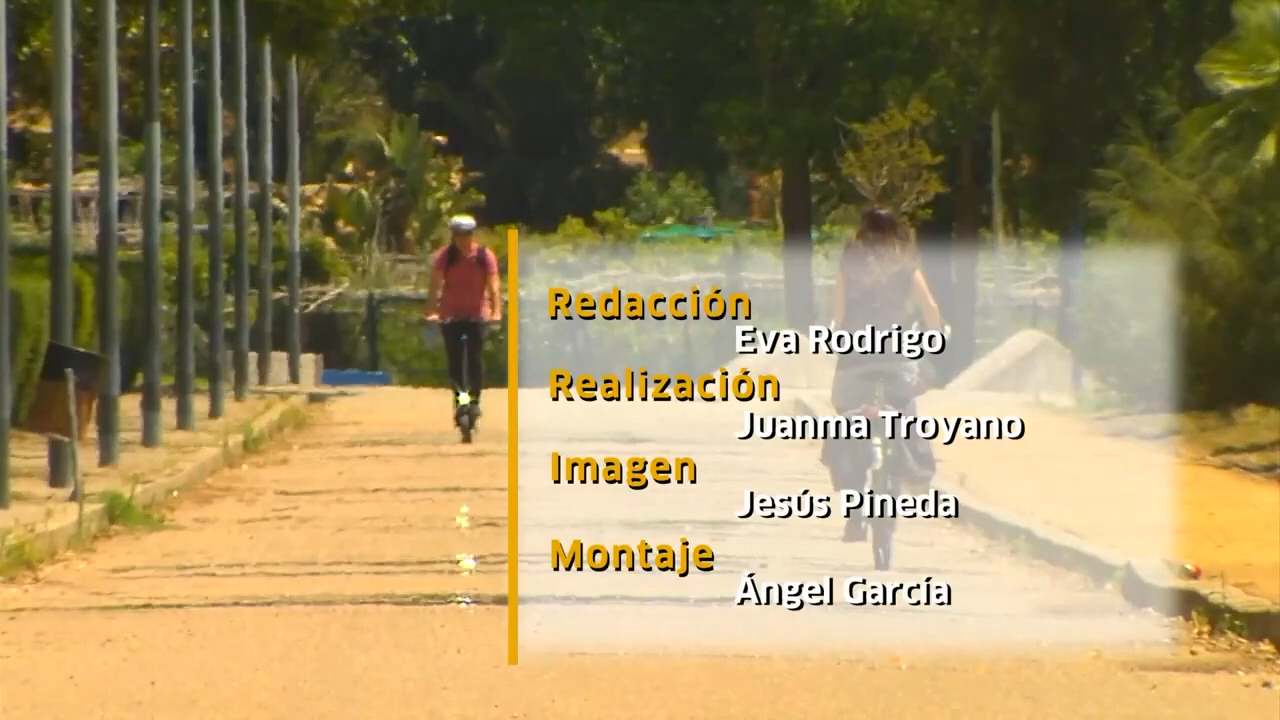 Redacción
Eva Rodrigo
Realización
Juanma Troyano
Imagen
Jesús Pineda
Montaje
Ángel García